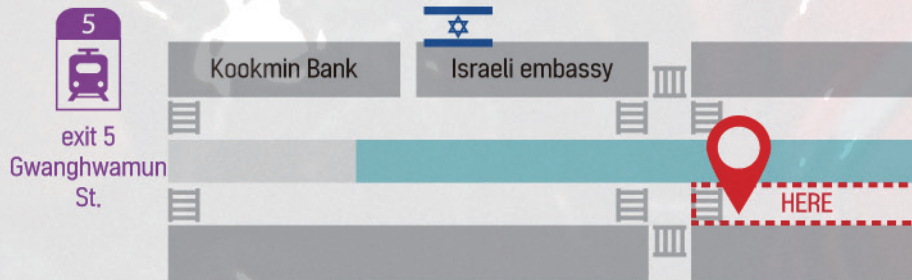 5
exit 5
Gwanghwamun
St.
Kookmin Bank
Israeli embassy
HERE